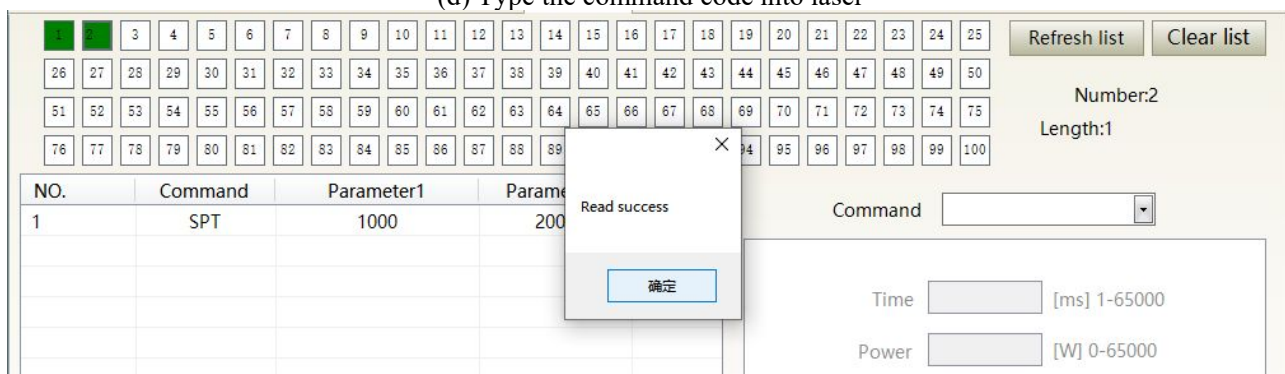 (d) Type the command code into laser
1 2 3 4 5 6 7 8 9 10 11 12 13 14 15 16 17 18 19 20 21 22 23 24 25 Refresh list Clear list
26 27 28 29 30 31 32 33 34 35 36 37 38 39 40 41 42 43 44 45 46 47 48 49 50
Number:2
51 52 53 54 55 56 57 58 59 60 61 62 63 64 65 66 67 68 69 70 71 72 73 74 75
Length:1
76 77 78 79 80 81 82 83 84 85 86 87 88 89 94 95 96 97 98 99 100
NO. Command Parameter1 Parame
Read success
1 SPT 1000 200
Command
确定
Time [ms] 1-65000
Power [W] 0-65000